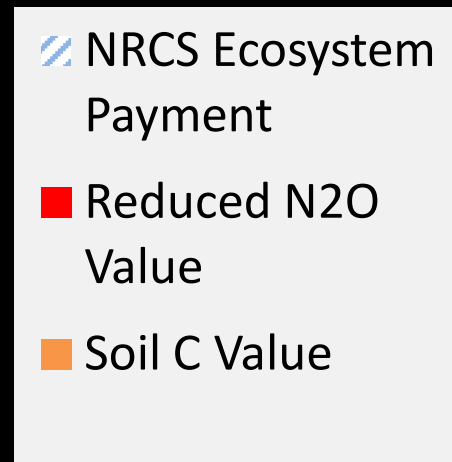 NRCS Ecosystem
Payment
Reduced N2O
Value
Soil C Value